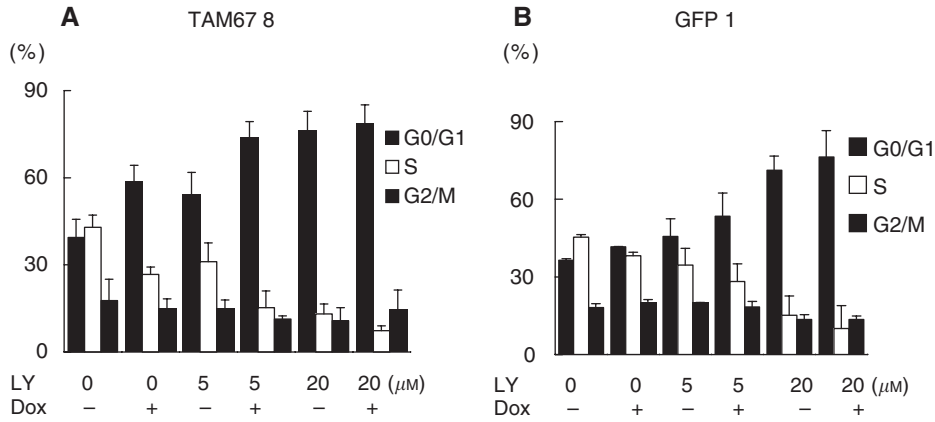 A TAM67 8
(%)
90
60
30
0
G0/G1
S
G2/M
LY 0 0 5 5 20 20 (μM)
Dox – + – + – +
B GFP 1
(%)
90
60
30
0
G0/G1
S
G2/M
LY 0 0 5 5 20 20 (μM)
Dox – + – + – +